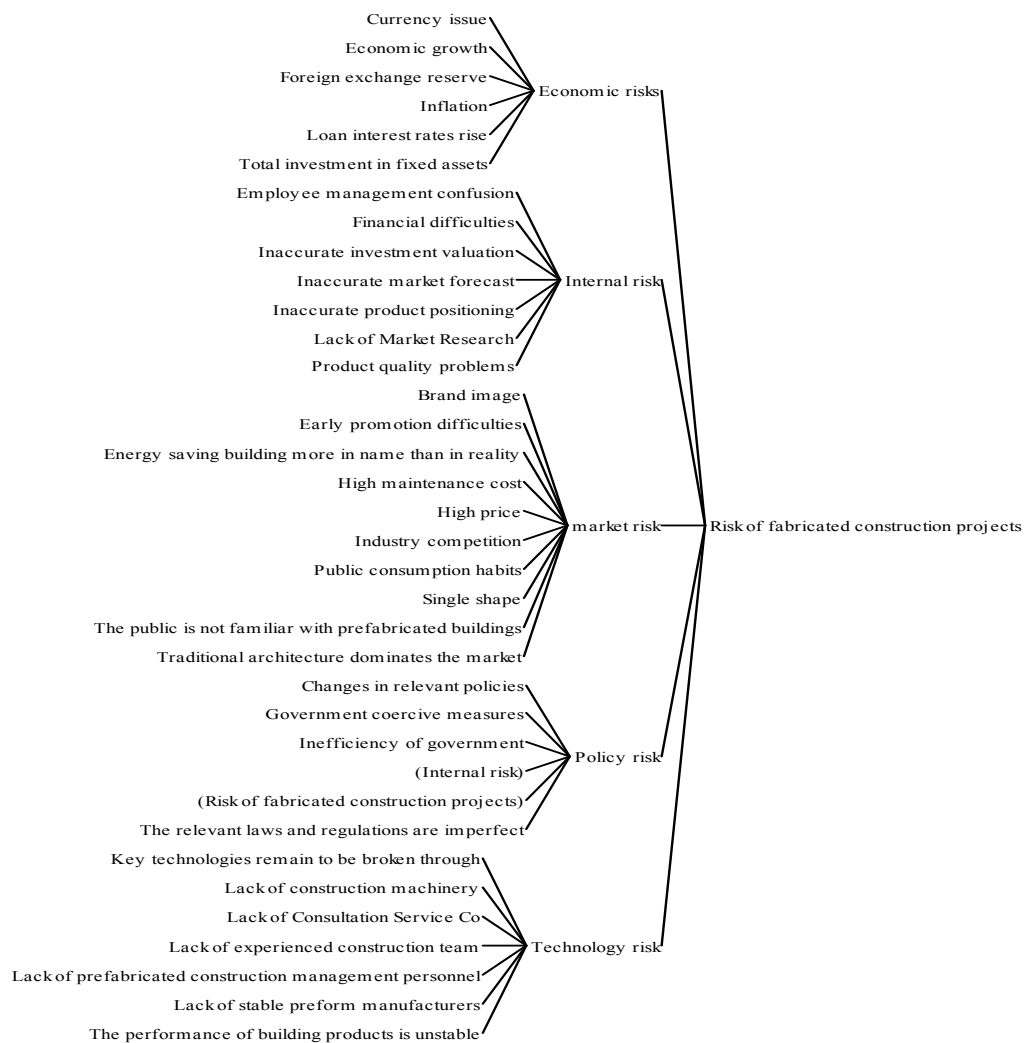 Currency issue
Economic growth
Foreign exchange reserve
Inflation
Loan interest rates rise
Total investment in fixed assets
Economic risks
Employee management confusion
Financial difficulties
Inaccurate investment valuation
Inaccurate market forecast
Inaccurate product positioning
Lack of Market Research
Product quality problems
Internal risk
Brand image
Early promotion difficulties
Energy saving building more in name than in reality
High maintenance cost
High price
Industry competition
Public consumption habits
Single shape
The public is not familiar with prefabricated buildings
Traditional architecture dominates the market
market risk
Risk of fabricated construction projects
Changes in relevant policies
Government coercive measures
Inefficiency of government
(Internal risk)
(Risk of fabricated construction projects)
The relevant laws and regulations are imperfect
Policy risk
Key technologies remain to be broken through
Lack of construction machinery
Lack of Consultation Service Co
Lack of experienced construction team
Lack of prefabricated construction management personnel
Lack of stable preform manufacturers
The performance of building products is unstable
Technology risk